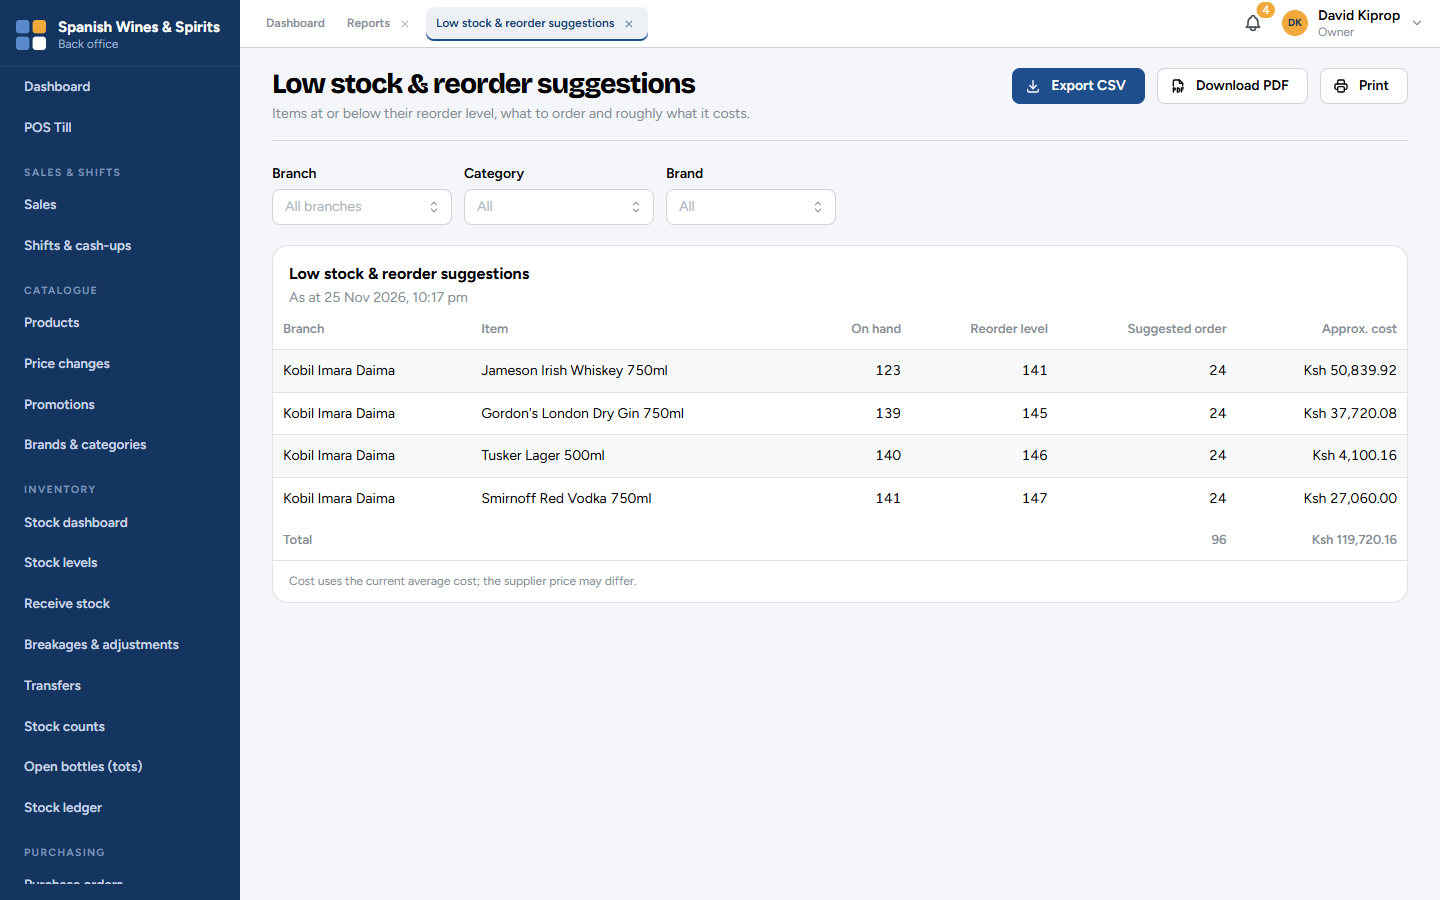 Spanish Wines & Spirits
Back office
Dashboard
POS Till
SALES & SHIFTS
Sales
Shifts & cash-ups
CATALOGUE
Products
Price changes
Promotions
Brands & categories
INVENTORY
Stock dashboard
Stock levels
Receive stock
Breakages & adjustments
Transfers
Stock counts
Open bottles (tots)
Stock ledger
PURCHASING
Purchase orders
Dashboard Reports Low stock & reorder suggestions
4
DK
David Kiprop
Owner
Low stock & reorder suggestions
Items at or below their reorder level, what to order and roughly what it costs.
Export CSV
PDF
Download PDF
Print
Branch Category Brand
All branches All All
Low stock & reorder suggestions
As at 25 Nov 2026, 10:17 pm
Branch Item On hand Reorder level Suggested order Approx. cost
Kobil Imara Daima Jameson Irish Whiskey 750ml 123 141 24 Ksh 50,839.92
Kobil Imara Daima Gordon's London Dry Gin 750ml 139 145 24 Ksh 37,720.08
Kobil Imara Daima Tusker Lager 500ml 140 146 24 Ksh 4,100.16
Kobil Imara Daima Smirnoff Red Vodka 750ml 141 147 24 Ksh 27,060.00
Total 96 Ksh 119,720.16
Cost uses the current average cost; the supplier price may differ.